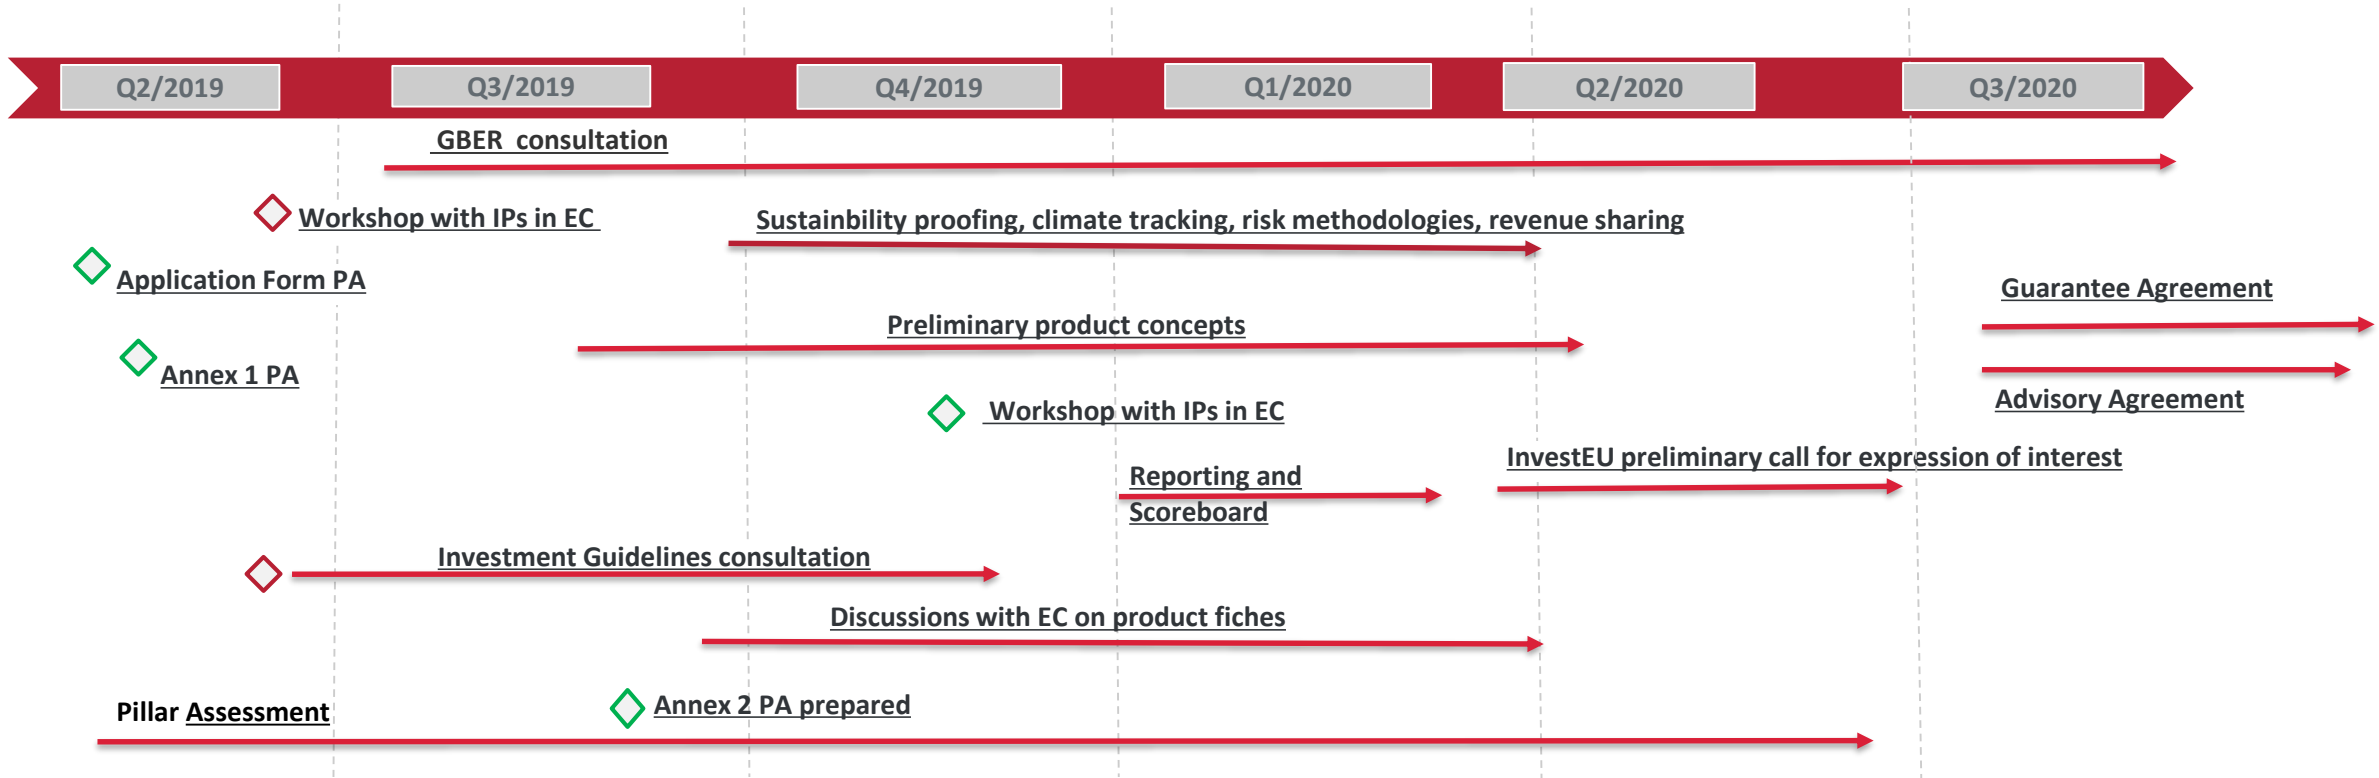 Q2/2019
Q3/2019
Q4/2019
Q1/2020
Q2/2020
Q3/2020
GBER consultation
Workshop with IPs in EC
Sustainbility proofing, climate tracking, risk methodologies, revenue sharing
Application Form PA
Guarantee Agreement
Preliminary product concepts
Annex 1 PA
Advisory Agreement
Workshop with IPs in EC
InvestEU preliminary call for expression of interest
Reporting and
Scoreboard
Investment Guidelines consultation
Discussions with EC on product fiches
Annex 2 PA prepared
Pillar Assessment